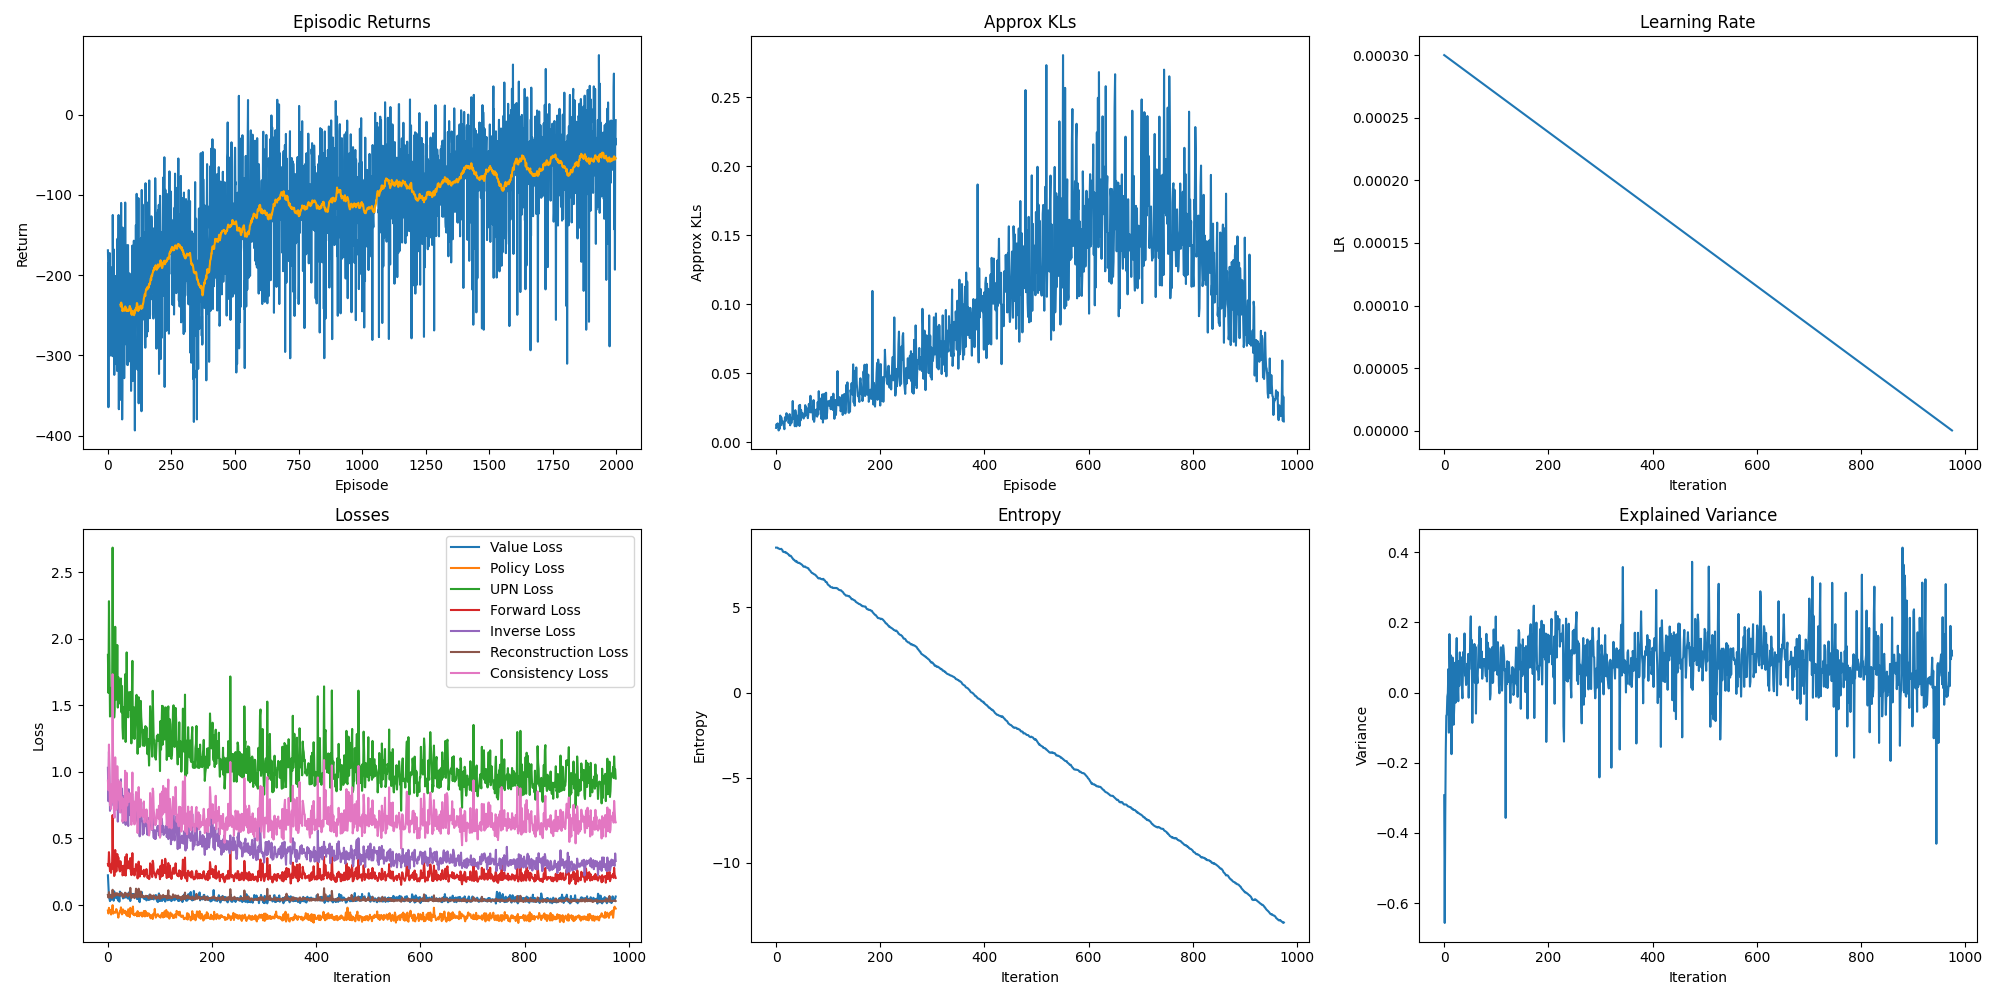 Episodic Returns
Return
0
−100
−200
−300
−400
0 250 500 750 1000 1250 1500 1750 2000
Episode
Approx KLs
Approx KLs
0.25
0.20
0.15
0.10
0.05
0.00
0 200 400 600 800 1000
Episode
Learning Rate
LR
0.00030
0.00025
0.00020
0.00015
0.00010
0.00005
0.00000
0 200 400 600 800 1000
Iteration
Losses
Loss
2.5
2.0
1.5
1.0
0.5
0.0
Value Loss
Policy Loss
UPN Loss
Forward Loss
Inverse Loss
Reconstruction Loss
Consistency Loss
0 200 400 600 800 1000
Iteration
Entropy
Entropy
5
0
−5
−10
0 200 400 600 800 1000
Iteration
Explained Variance
Variance
0.4
0.2
0.0
−0.2
−0.4
−0.6
0 200 400 600 800 1000
Iteration